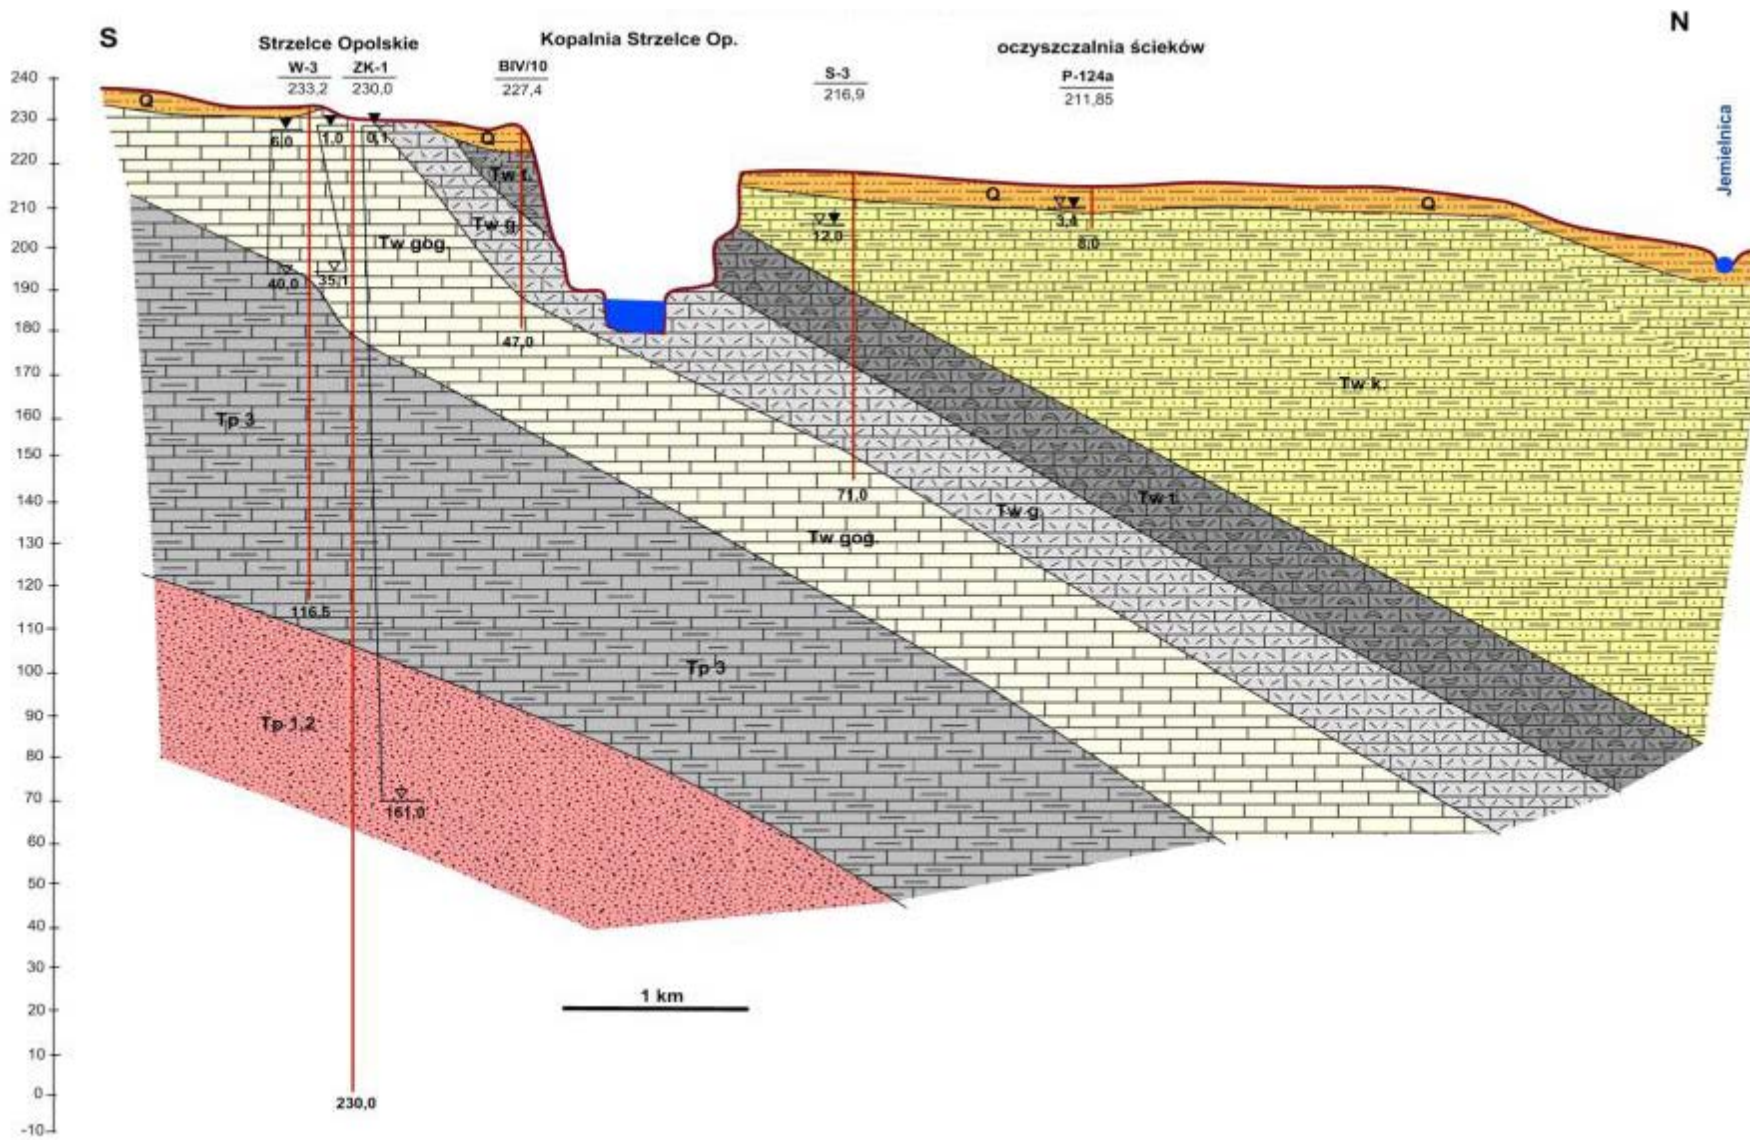 S
N
Strzelce Opolskie
Kopalnia Strzelce Op.
oczyszczalnia ścieków
W-3
233,2
ZK-1
230,0
BIV/10
227,4
S-3
216,9
P-124a
211,85
Jemielnica
240
230
220
210
200
190
180
170
160
150
140
130
120
110
100
90
80
70
60
50
40
30
20
10
0
-10
Q
Q
Q
Q
6,0
1,0
0,1
Tw t.
Tw g.
Tw gog.
12,0
3,4
8,0
40,0
35,1
47,0
Tw k.
Tp 3
71,0
Tw t.
Tw g.
Tw gog.
116,5
Tp 3
Tp 1,2
161,0
1 km
230,0